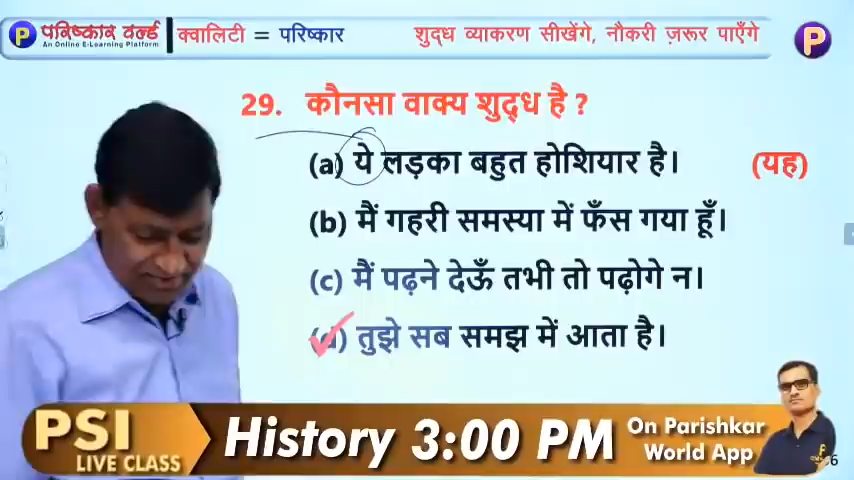 P परिष्कार वर्ल्ड क्वालिटी = परिष्कार शुद्ध व्याकरण सीखेंगे, नौकरी ज़रूर पाएँगे P
An Online E-Learning Platform
29. कौनसा वाक्य शुद्ध है ?
(a) ये लड़का बहुत होशियार है। (यह)
(b) मैं गहरी समस्या में फँस गया हूँ।
(c) मैं पढ़ने देऊँ तभी तो पढ़ोगे न।
(d) तुझे सब समझ में आता है।
PSI
LIVE CLASS
History 3:00 PM
On Parishkar
World App